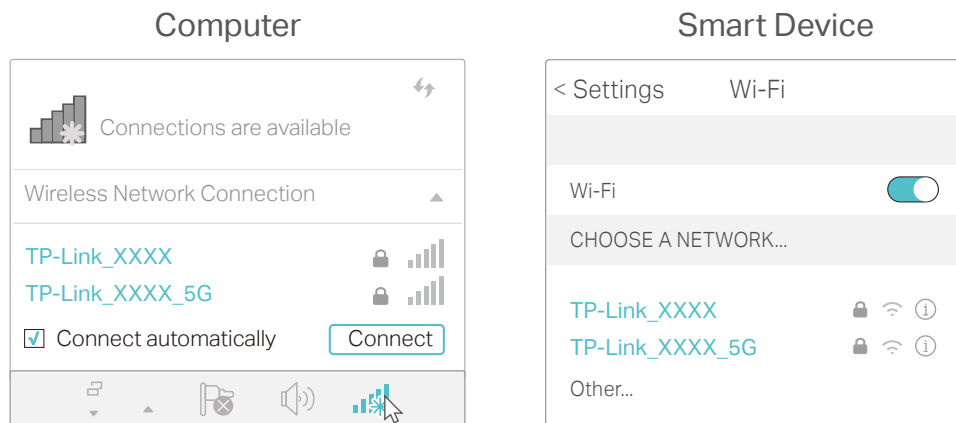 Computer
Connections are available
Wireless Network Connection
TP-Link_XXXX
TP-Link_XXXX_5G
Connect automatically
Connect
Smart Device
< Settings Wi-Fi
Wi-Fi
CHOOSE A NETWORK...
TP-Link_XXXX
TP-Link_XXXX_5G
Other...